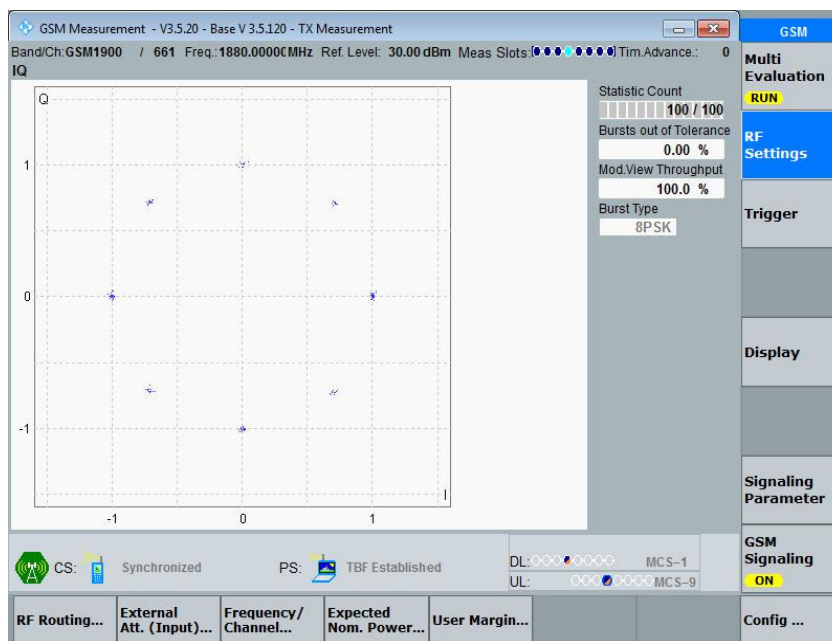 GSM Measurement - V3.5.20 - Base V 3.5.120 - TX Measurement
GSM
Band/Ch:GSM1900 / 661 Freq.:1880.0000 MHz Ref. Level: 30.00 dBm Meas Slots: Tim.Advance.: 0
IQ
Multi
Evaluation
RUN
Q
1
0
-1
-1 0 1
I
Statistic Count
100 / 100
Bursts out of Tolerance
0.00 %
Mod.View Throughput
100.0 %
Burst Type
8PSK
RF
Settings
Trigger
Display
Signaling
Parameter
GSM
Signaling
ON
CS: Synchronized PS: TBF Established
DL: MCS-1
UL: MCS-9
RF Routing...
External
Att. (Input)...
Frequency/
Channel...
Expected
Nom. Power...
User Margin...
Config ...